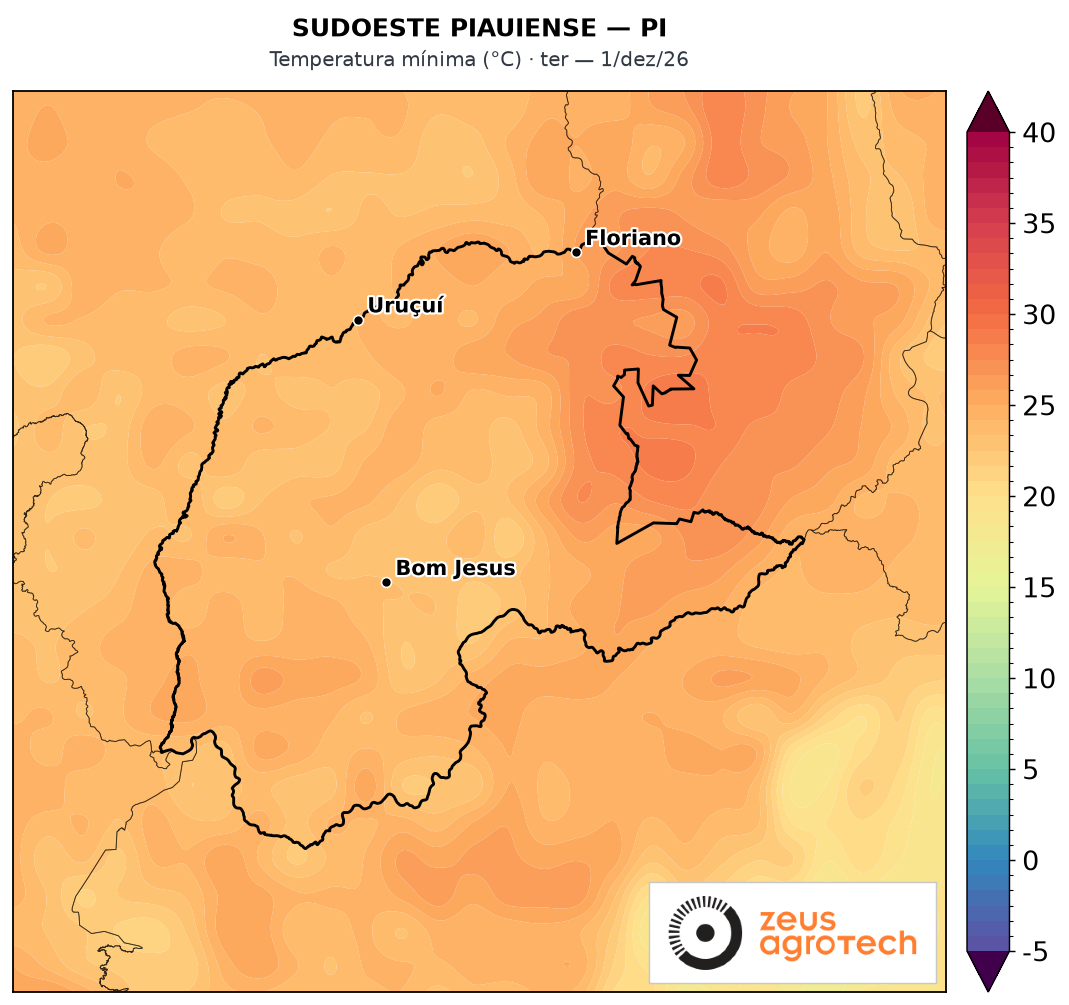 SUDOESTE PIAUIENSE — PI
Temperatura mínima (°C) · ter — 1/dez/26
Floriano
Uruçuí
Bom Jesus
40
35
30
25
20
15
10
5
0
-5
zeus
agrotech